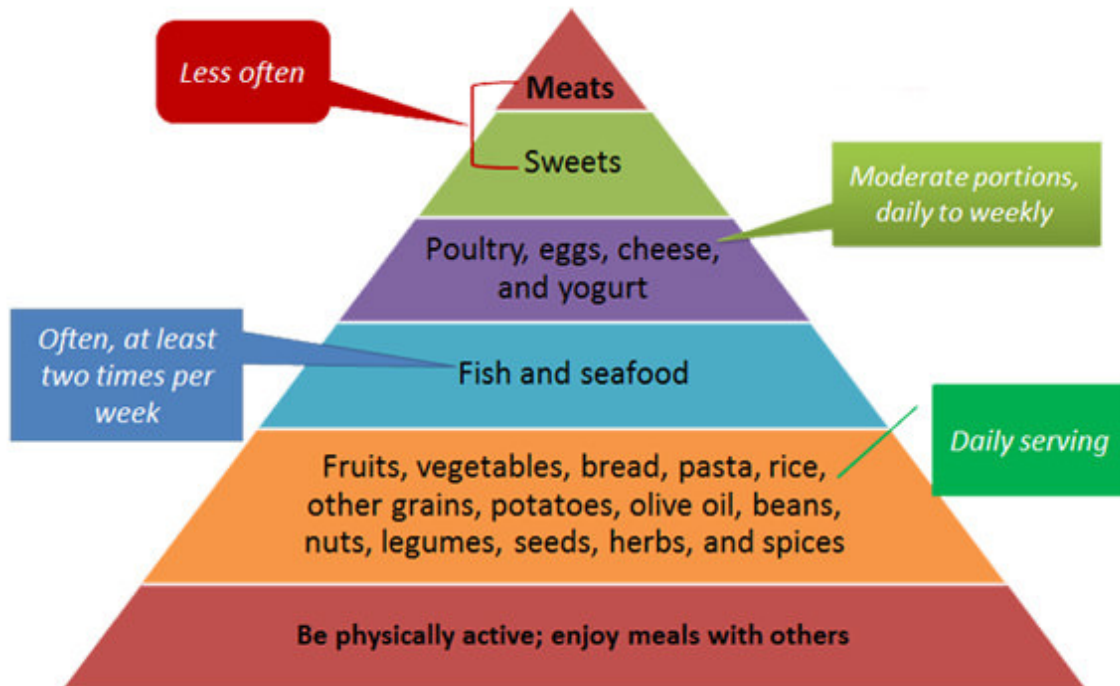 Less often
Meats
Sweets
Moderate portions,
daily to weekly
Poultry, eggs, cheese,
and yogurt
Often, at least
two times per
week
Fish and seafood
Daily serving
Fruits, vegetables, bread, pasta, rice,
other grains, potatoes, olive oil, beans,
nuts, legumes, seeds, herbs, and spices
Be physically active; enjoy meals with others